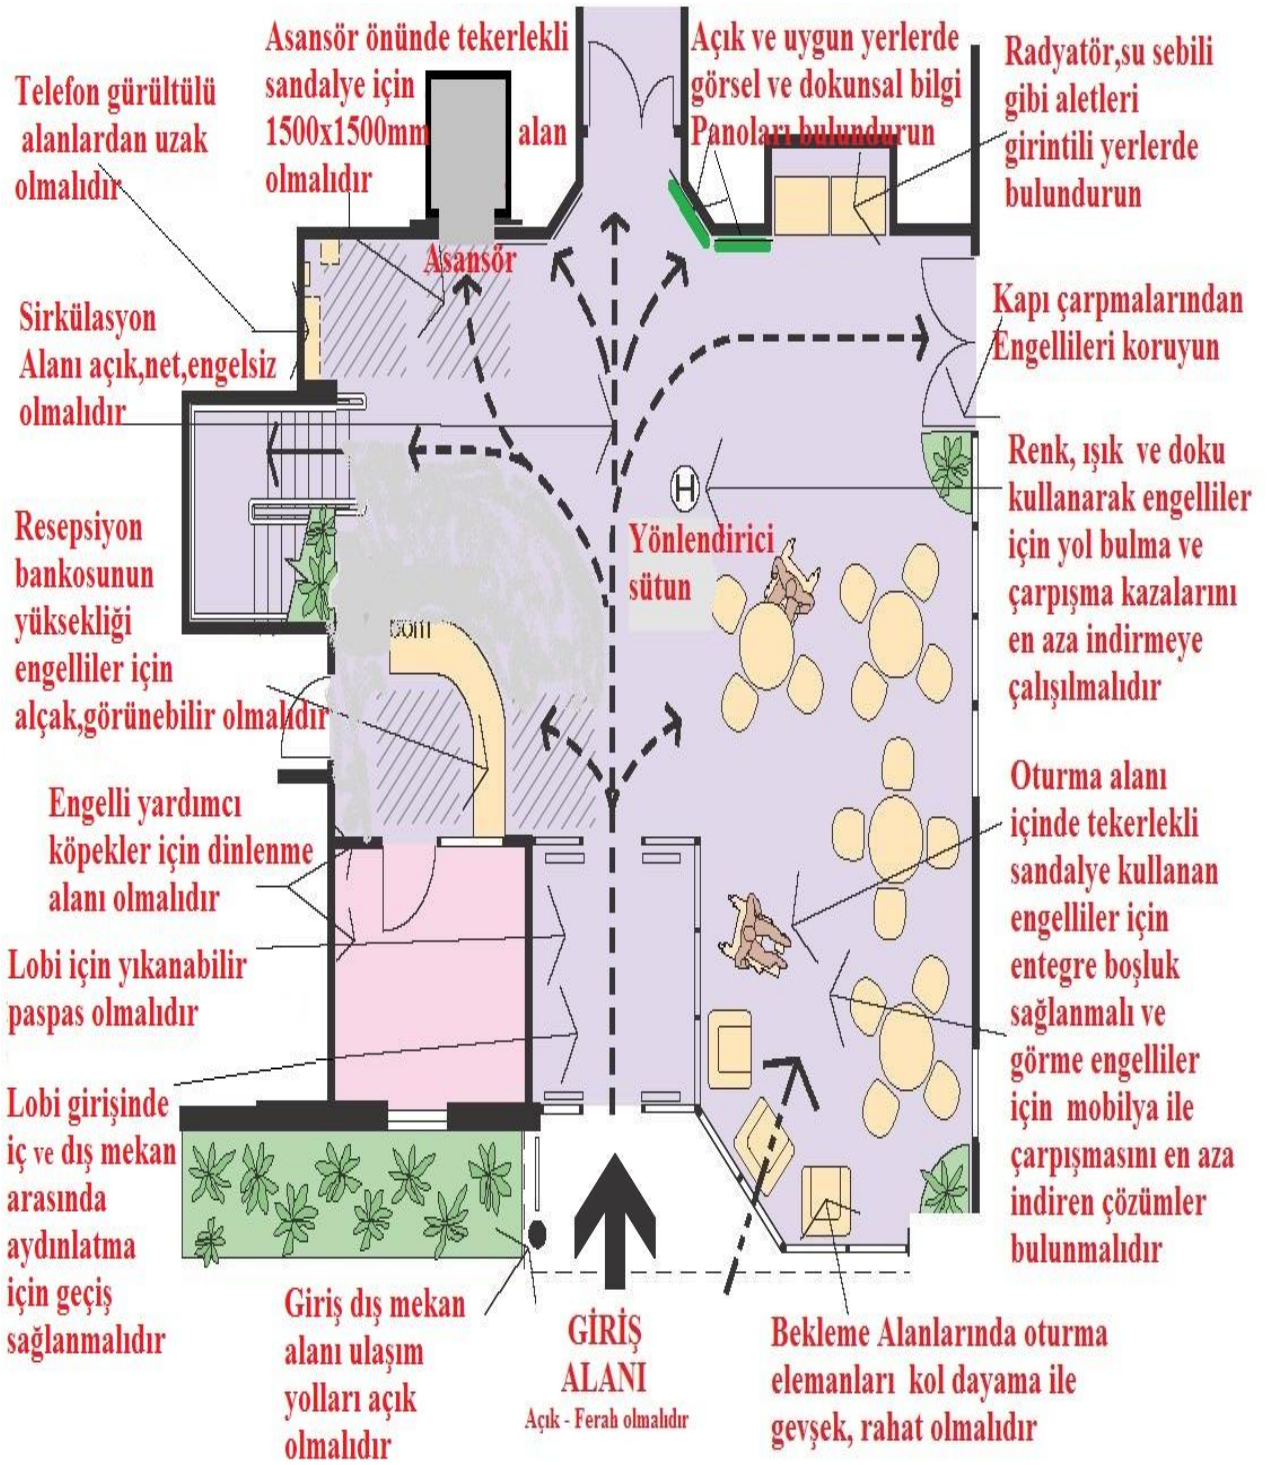 Asansör önünde tekerlekli
sandalye için
1500x1500mm alan
olmalıdır
Açık ve uygun yerlerde
görsel ve dokunsal bilgi
Panoları bulundurun
Radyatör,su sebili
gibi aletleri
girintili yerlerde
bulundurun
Telefon gürültülü
alanlardan uzak
olmalıdır
Asansör
Sirkülasyon
Alanı açık,net,engelsiz
olmalıdır
Kapı çarpmalarından
Engellileri koruyun
Renk, ışık ve doku
kullanarak engelliler
için yol bulma ve
çarpışma kazalarını
en aza indirmeye
çalışılmalıdır
H
Yönlendirici
sütun
Resepsiyon
bankosunun
yüksekliği
engelliler için
alçak,görünebilir olmalıdır
oom
Engelli yardımcı
köpekler için dinlenme
alanı olmalıdır
Oturma alanı
içinde tekerlekli
sandalye kullanan
engelliler için
entegre boşluk
sağlanmalı ve
görme engelliler
için mobilya ile
çarpışmasını en aza
indiren çözümler
bulunmalıdır
Lobi için yıkanabilir
paspas olmalıdır
Lobi girişinde
iç ve dış mekan
arasında
aydınlatma
için geçiş
sağlanmalıdır
Giriş dış mekan
alanı ulaşım
yolları açık
olmalıdır
GİRİŞ
ALANI
Açık - Ferah olmalıdır
Bekleme Alanlarında oturma
elemanları kol dayama ile
gevşek, rahat olmalıdır